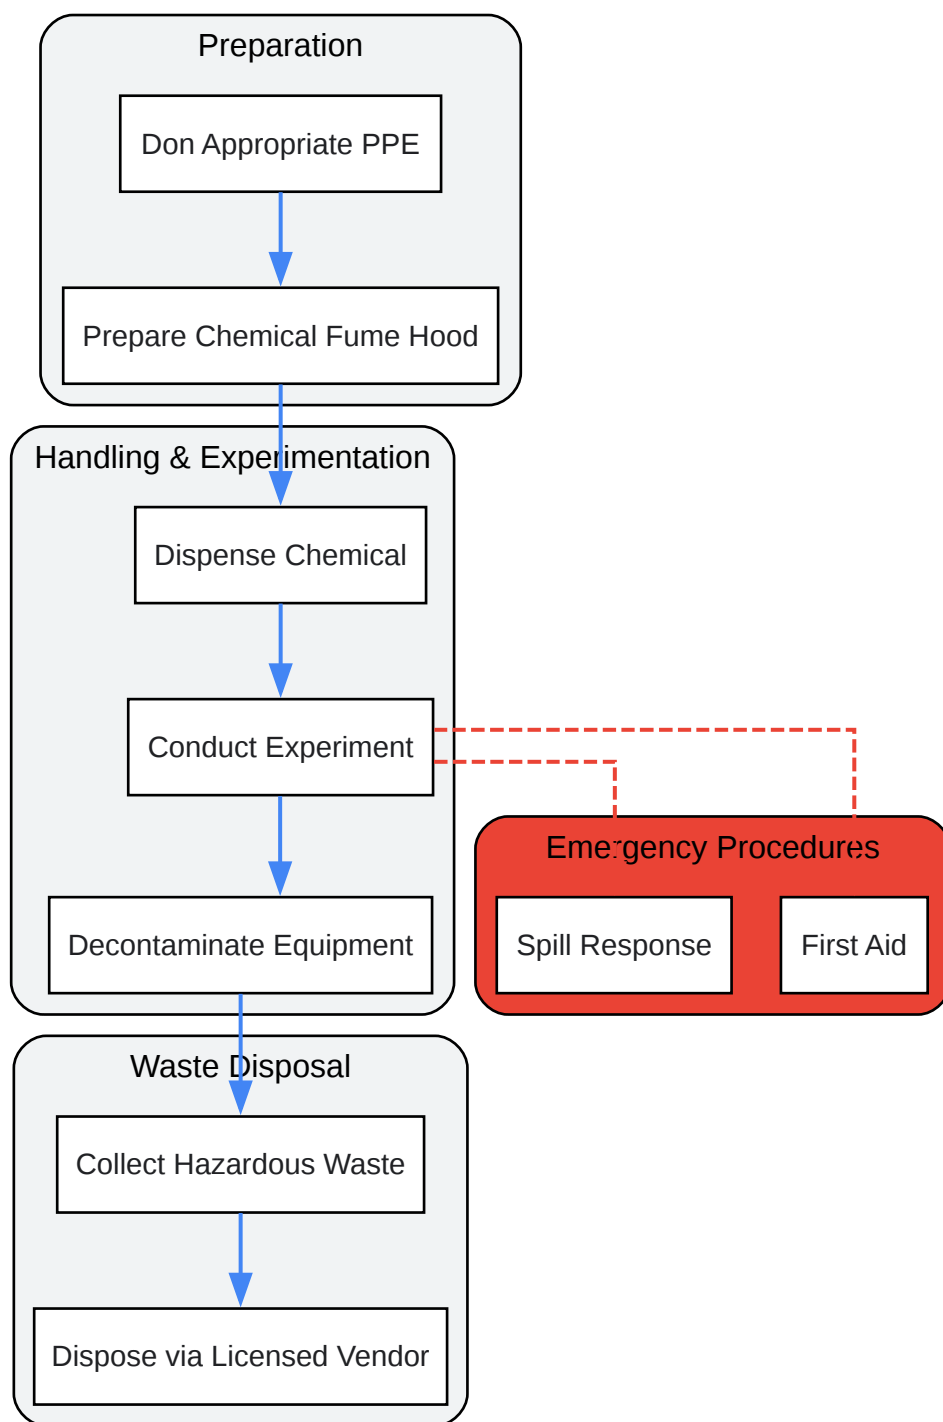 Preparation
Don Appropriate PPE
Prepare Chemical Fume Hood
Handling & Experimentation
Dispense Chemical
Conduct Experiment
Decontaminate Equipment
Emergency Procedures
Spill Response
First Aid
Waste Disposal
Collect Hazardous Waste
Dispose via Licensed Vendor